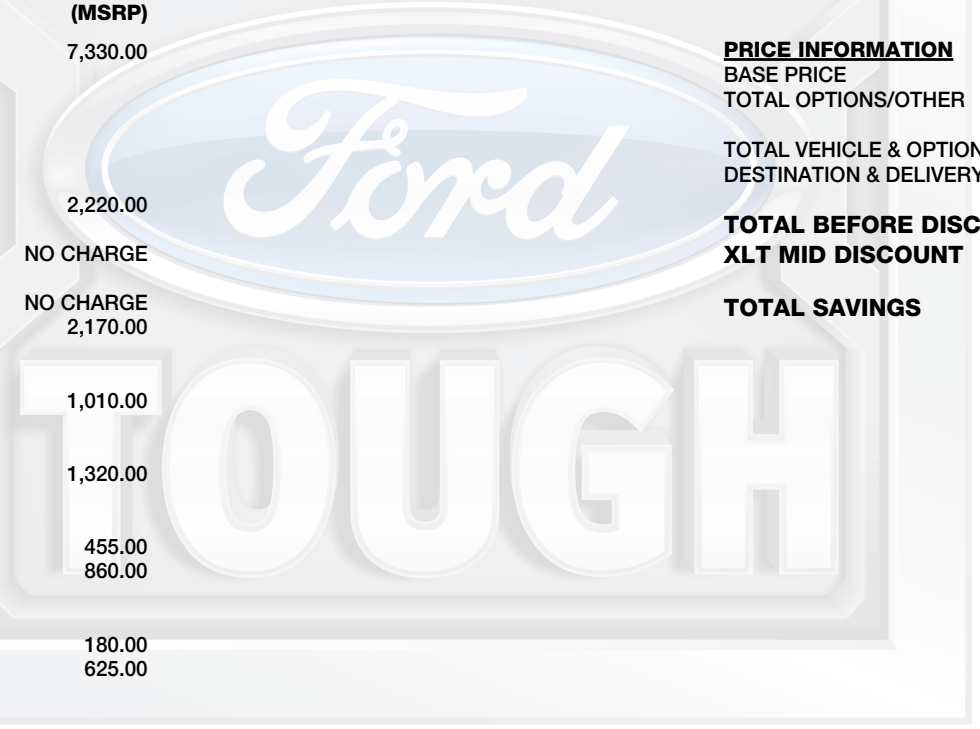 (MSRP)
7,330.00
2,220.00
NO CHARGE
NO CHARGE
2,170.00
1,010.00
1,320.00
455.00
860.00
180.00
625.00
PRICE INFORMATION
BASE PRICE
TOTAL OPTIONS/OTHER
TOTAL VEHICLE & OPTION
DESTINATION & DELIVERY
TOTAL BEFORE DISC
XLT MID DISCOUNT
TOTAL SAVINGS
Ford
TOUGH